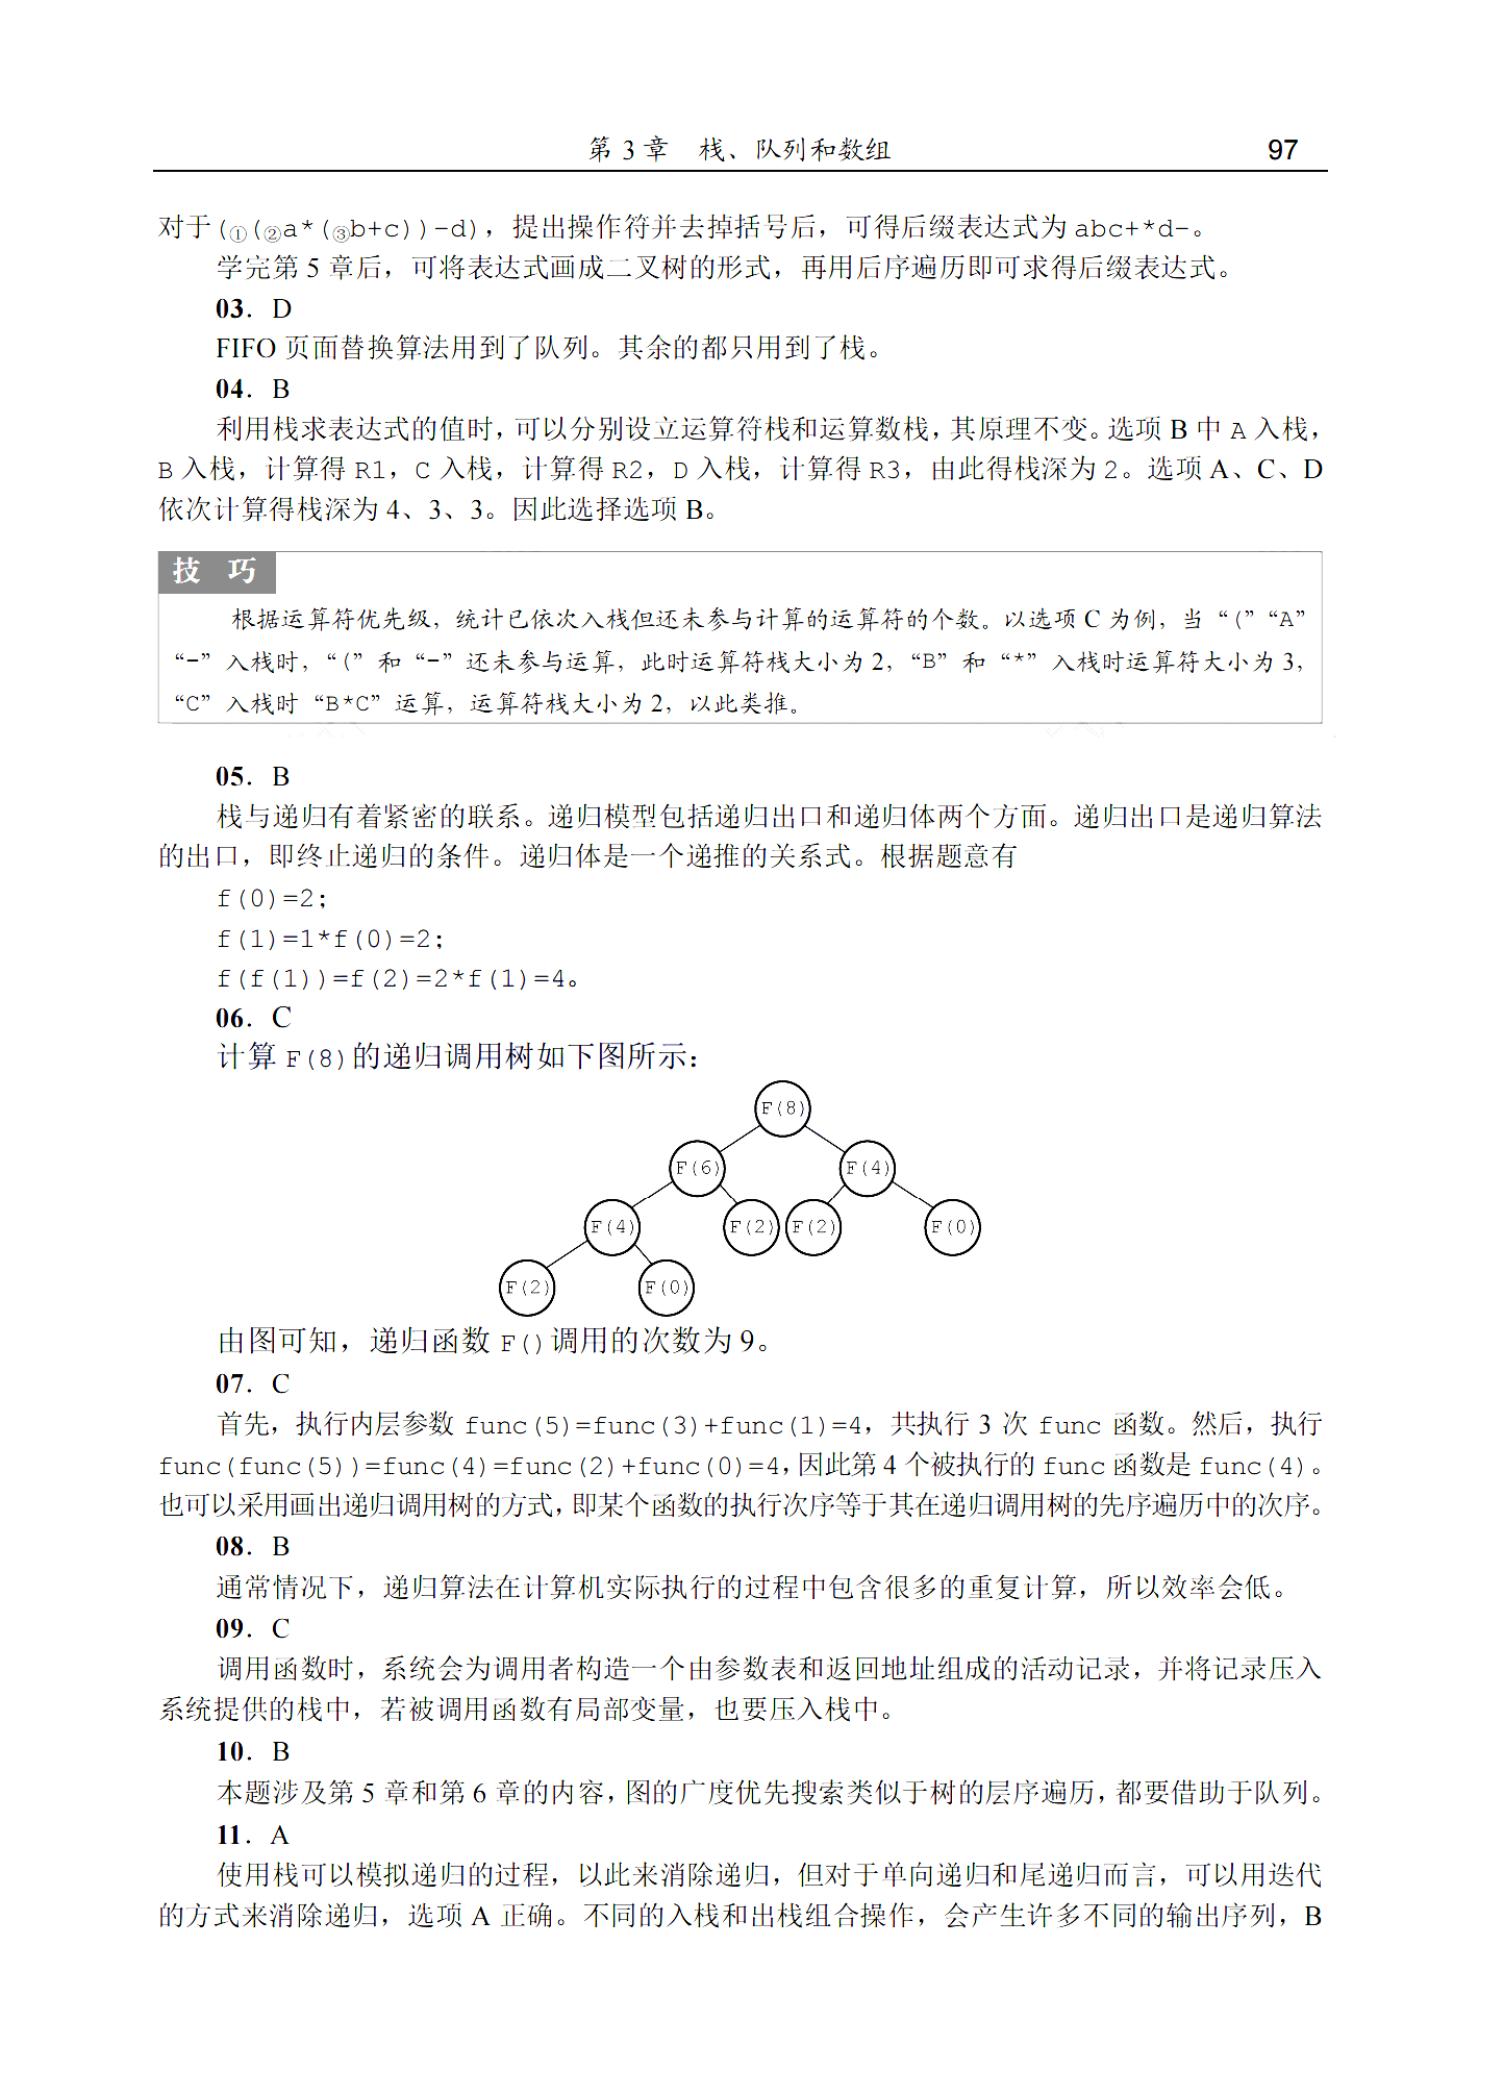 第 3 章 栈、队列和数组 97
对于(①(②a*(③b+c))-d)，提出操作符并去掉括号后，可得后缀表达式为 abc+*d-。
学完第 5 章后，可将表达式画成二叉树的形式，再用后序遍历即可求得后缀表达式。
03. D
FIFO 页面替换算法用到了队列。其余的都只用到了栈。
04. B
利用栈求表达式的值时，可以分别设立运算符栈和运算数栈，其原理不变。选项 B 中 A 入栈，
B 入栈，计算得 R1，C 入栈，计算得 R2，D 入栈，计算得 R3，由此得栈深为 2。选项 A、C、D
依次计算得栈深为 4、3、3。因此选择选项 B。
技 巧
根据运算符优先级，统计已依次入栈但还未参与计算的运算符的个数。以选项 C 为例，当“(”“A”
“-”入栈时，“(”和“-”还未参与运算，此时运算符栈大小为 2，“B”和“*”入栈时运算符大小为 3，
“C”入栈时“B*C”运算，运算符栈大小为 2，以此类推。
05. B
栈与递归有着紧密的联系。递归模型包括递归出口和递归体两个方面。递归出口是递归算法
的出口，即终止递归的条件。递归体是一个递推的关系式。根据题意有
f(0)=2;
f(1)=1*f(0)=2;
f(f(1))=f(2)=2*f(1)=4。
06. C
计算 F(8)的递归调用树如下图所示：
F(8)
F(6) F(4)
F(4) F(2) F(2) F(0)
F(2) F(0)
由图可知，递归函数 F()调用的次数为 9。
07. C
首先，执行内层参数 func(5)=func(3)+func(1)=4，共执行 3 次 func 函数。然后，执行
func(func(5))=func(4)=func(2)+func(0)=4，因此第 4 个被执行的 func 函数是 func(4)。
也可以采用画出递归调用树的方式，即某个函数的执行次序等于其在递归调用树的先序遍历中的次序。
08. B
通常情况下，递归算法在计算机实际执行的过程中包含很多的重复计算，所以效率会低。
09. C
调用函数时，系统会为调用者构造一个由参数表和返回地址组成的活动记录，并将记录压入
系统提供的栈中，若被调用函数有局部变量，也要压入栈中。
10. B
本题涉及第 5 章和第 6 章的内容，图的广度优先搜索类似于树的层序遍历，都要借助于队列。
11. A
使用栈可以模拟递归的过程，以此来消除递归，但对于单向递归和尾递归而言，可以用迭代
的方式来消除递归，选项 A 正确。不同的入栈和出栈组合操作，会产生许多不同的输出序列，B